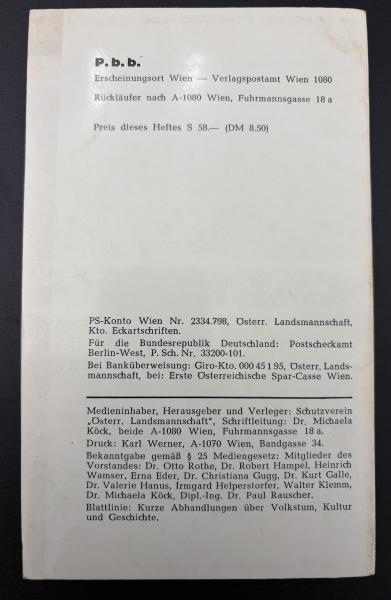 P.b.b.
Erscheinungsort Wien — Verlagspostamt Wien 1080
Rückläufer nach A-1080 Wien, Fuhrmannsgasse 18 a
Preis dieses Heftes S 58.— (DM 8.50)
PS-Konto Wien Nr. 2334.798, Österr. Landsmannschaft,
Kto. Eckartschriften.
Für die Bundesrepublik Deutschland: Postscheckamt
Berlin-West, P. Sch. Nr. 33200-101.
Bei Banküberweisung: Giro-Kto. 000 45 1 95, Österr. Lands-
mannschaft, bei: Erste Österreichische Spar-Casse Wien.
Medieninhaber, Herausgeber und Verleger: Schutzverein
„Österr. Landsmannschaft", Schriftleitung: Dr. Michaela
Köck, beide A-1080 Wien, Fuhrmannsgasse 18 a.
Druck: Karl Werner, A-1070 Wien, Bandgasse 34.
Bekanntgabe gemäß § 25 Mediengesetz: Mitglieder des
Vorstandes: Dr. Otto Rothe, Dr. Robert Hampel, Heinrich
Wamser, Erna Eder, Dr. Christiana Gugg, Dr. Kurt Galle,
Dr. Valerie Hanus, Irmgard Helperstorfer, Walter Klemm,
Dr. Michaela Köck, Dipl.-Ing. Dr. Paul Rauscher.
Blattlinie: Kurze Abhandlungen über Volkstum, Kultur
und Geschichte.